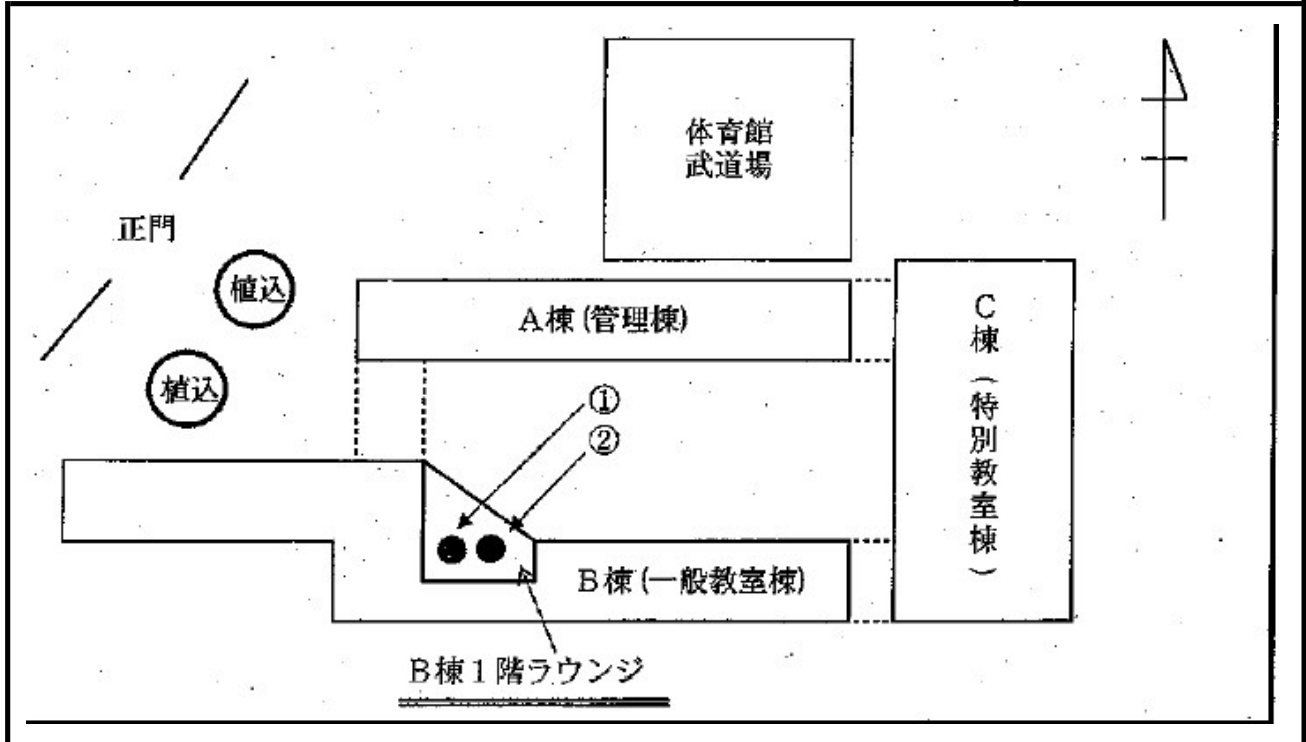 体育館
武道場
正門
植込
植込
A棟(管理棟)
C棟(特別教室棟)
①
②
B棟(一般教室棟)
B棟1階ラウンジ